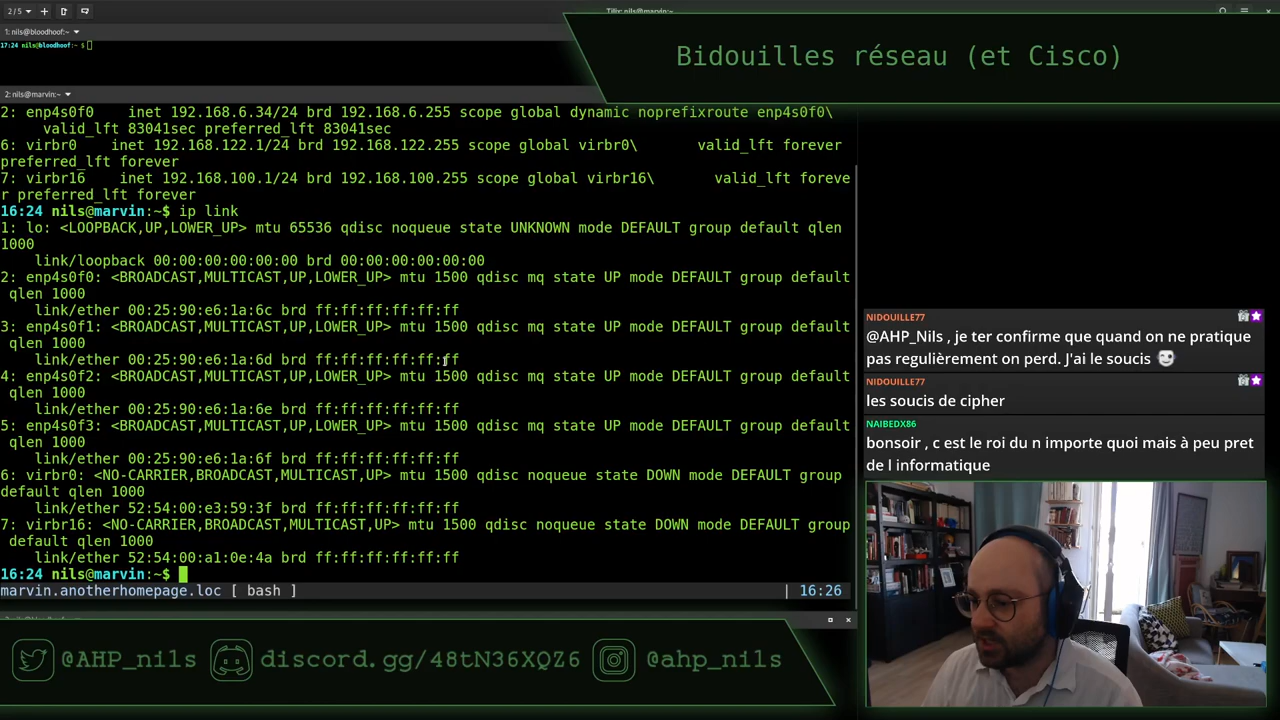 2/5
Tilix: nils@marvin:~
1: nils@bloodhoof:~
17:24 nils@bloodhoof:~ $
Bidouilles réseau (et Cisco)
2: nils@marvin:~
2: enp4s0f0    inet 192.168.6.34/24 brd 192.168.6.255 scope global dynamic noprefixroute enp4s0f0\
     valid_lft 83041sec preferred_lft 83041sec
6: virbr0    inet 192.168.122.1/24 brd 192.168.122.255 scope global virbr0\       valid_lft forever
preferred_lft forever
7: virbr16    inet 192.168.100.1/24 brd 192.168.100.255 scope global virbr16\       valid_lft foreve
r preferred_lft forever
16:24 nils@marvin:~$ ip link
1: lo: <LOOPBACK,UP,LOWER_UP> mtu 65536 qdisc noqueue state UNKNOWN mode DEFAULT group default qlen
1000
    link/loopback 00:00:00:00:00:00 brd 00:00:00:00:00:00
2: enp4s0f0: <BROADCAST,MULTICAST,UP,LOWER_UP> mtu 1500 qdisc mq state UP mode DEFAULT group default
 qlen 1000
    link/ether 00:25:90:e6:1a:6c brd ff:ff:ff:ff:ff:ff
3: enp4s0f1: <BROADCAST,MULTICAST,UP,LOWER_UP> mtu 1500 qdisc mq state UP mode DEFAULT group default
 qlen 1000
    link/ether 00:25:90:e6:1a:6d brd ff:ff:ff:ff:ff:ff
4: enp4s0f2: <BROADCAST,MULTICAST,UP,LOWER_UP> mtu 1500 qdisc mq state UP mode DEFAULT group default
 qlen 1000
    link/ether 00:25:90:e6:1a:6e brd ff:ff:ff:ff:ff:ff
5: enp4s0f3: <BROADCAST,MULTICAST,UP,LOWER_UP> mtu 1500 qdisc mq state UP mode DEFAULT group default
 qlen 1000
    link/ether 00:25:90:e6:1a:6f brd ff:ff:ff:ff:ff:ff
6: virbr0: <NO-CARRIER,BROADCAST,MULTICAST,UP> mtu 1500 qdisc noqueue state DOWN mode DEFAULT group
default qlen 1000
    link/ether 52:54:00:e3:59:3f brd ff:ff:ff:ff:ff:ff
7: virbr16: <NO-CARRIER,BROADCAST,MULTICAST,UP> mtu 1500 qdisc noqueue state DOWN mode DEFAULT group
 default qlen 1000
    link/ether 52:54:00:a1:0e:4a brd ff:ff:ff:ff:ff:ff
16:24 nils@marvin:~$
marvin.anotherhomepage.loc [ bash ] | 16:26
NIDOUILLE77
@AHP_Nils , je ter confirme que quand on ne pratique
pas regulièrement on perd. J'ai le soucis
NIDOUILLE77
les soucis de cipher
NAIBEDX86
bonsoir , c est le roi du n importe quoi mais à peu pret
de l informatique
@AHP_nils discord.gg/48tN36XQZ6 @ahp_nils